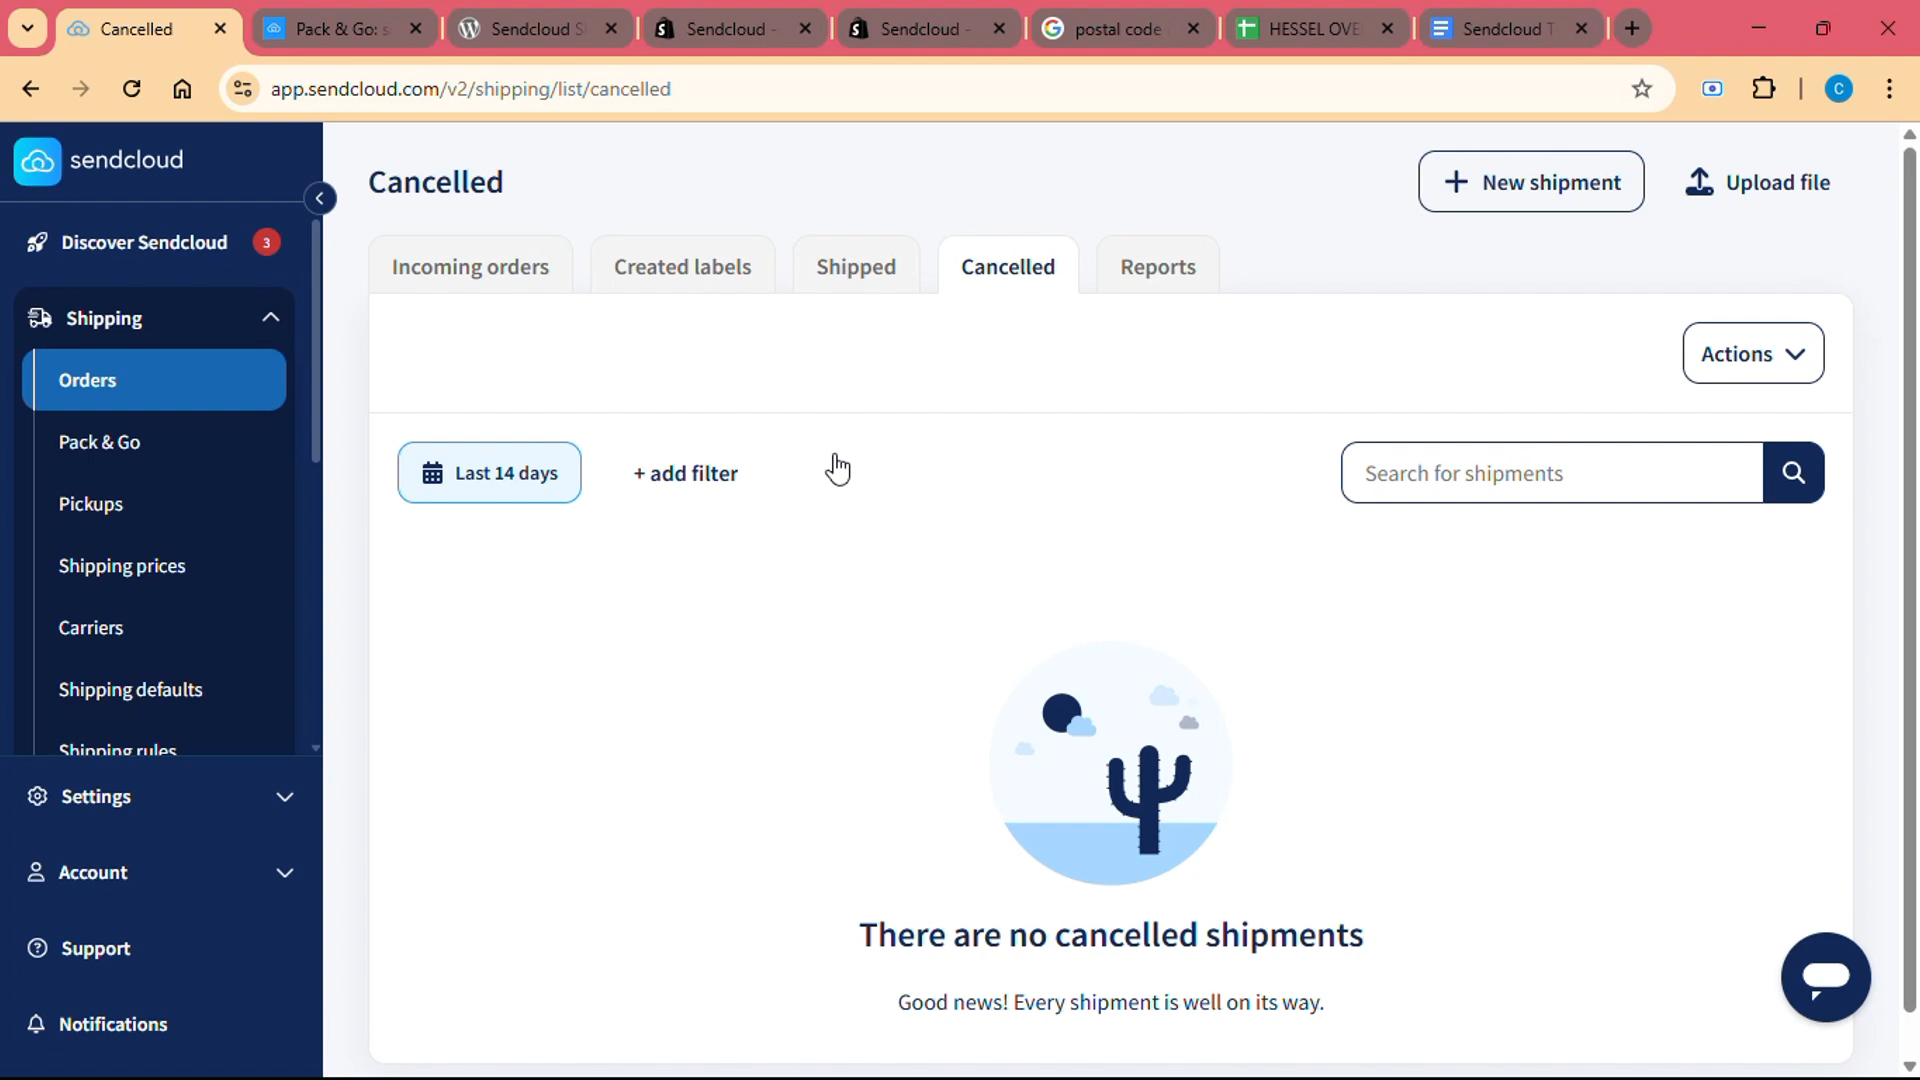 Cancelled
Pack & Go: s
Sendcloud S
Sendcloud -
Sendcloud -
postal code
HESSEL OVE
Sendcloud T
app.sendcloud.com/v2/shipping/list/cancelled
C
sendcloud
Discover Sendcloud 3
Shipping
Orders
Pack & Go
Pickups
Shipping prices
Carriers
Shipping defaults
Shipping rules
Settings
Account
Support
Notifications
Cancelled
+ New shipment
Upload file
Incoming orders
Created labels
Shipped
Cancelled
Reports
Actions
Last 14 days
+ add filter
Search for shipments
There are no cancelled shipments
Good news! Every shipment is well on its way.